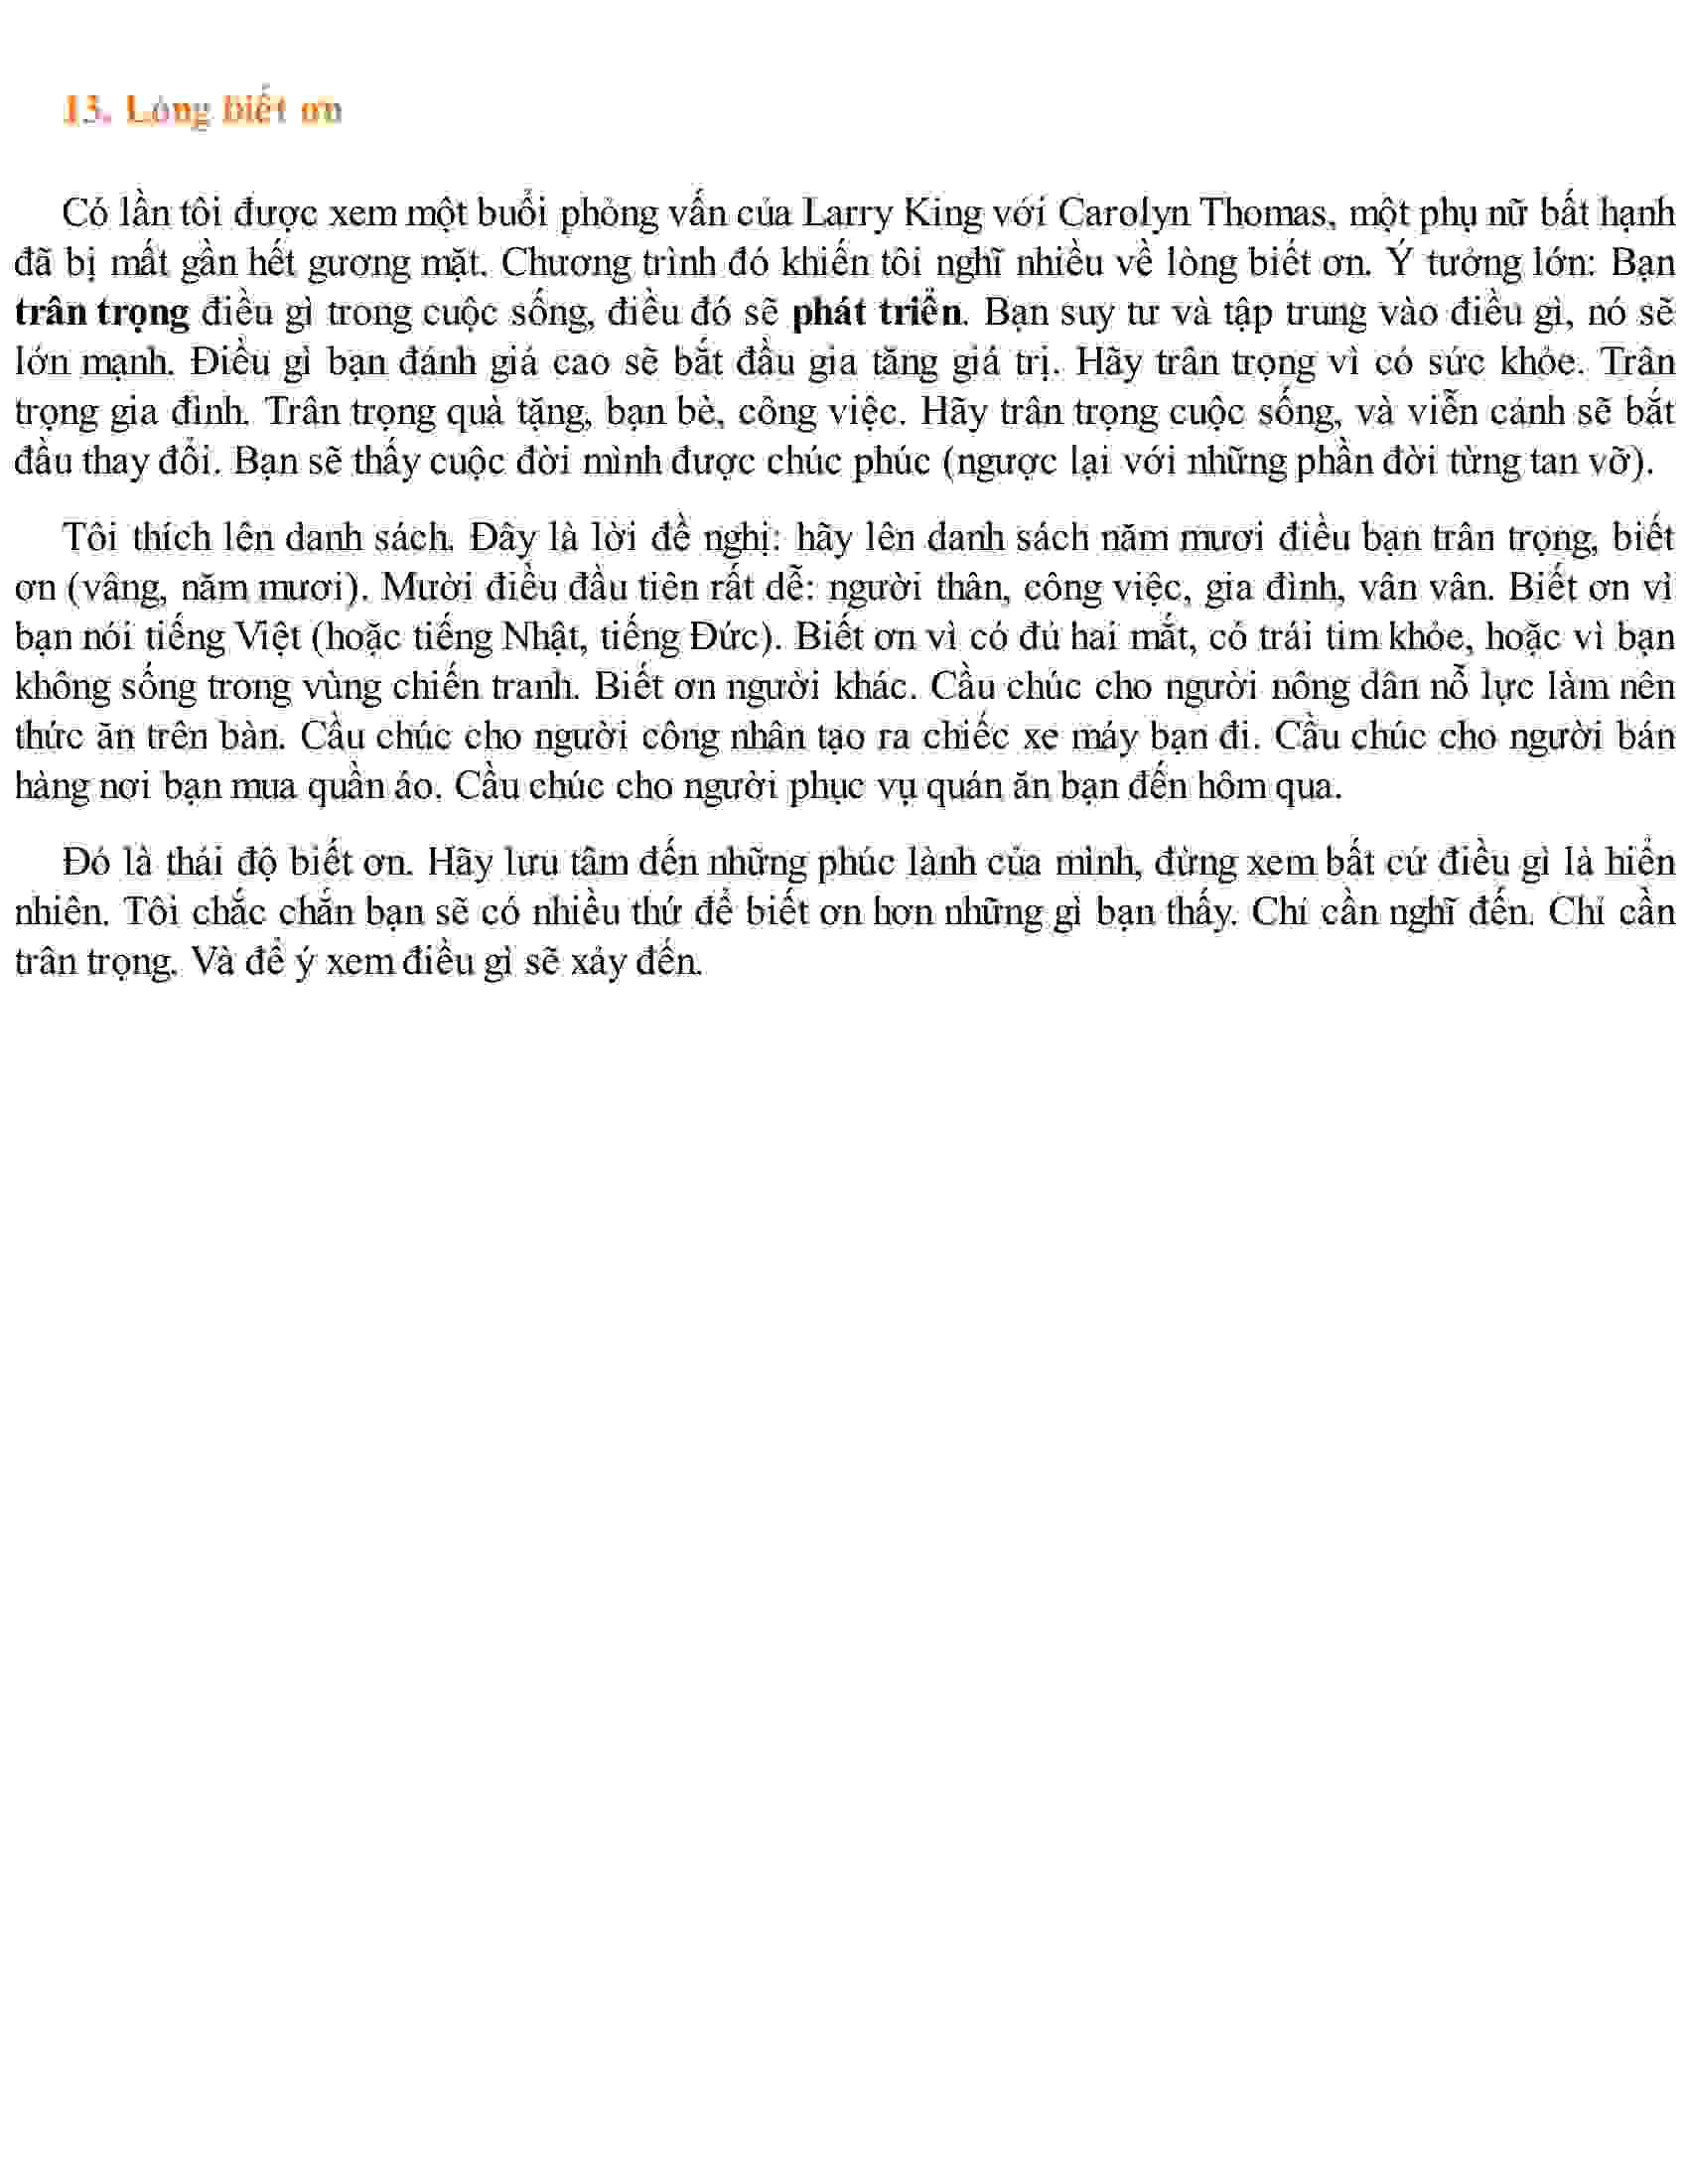 13. Lòng biết ơn
Có lần tôi được xem một buổi phỏng vấn của Larry King với Carolyn Thomas, một phụ nữ bất hạnh
đã bị mất gần hết gương mặt. Chương trình đó khiến tôi nghĩ nhiều về lòng biết ơn. Ý tưởng lớn: Bạn
trân trọng điều gì trong cuộc sống, điều đó sẽ phát triển. Bạn suy tư và tập trung vào điều gì, nó sẽ
lớn mạnh. Điều gì bạn đánh giá cao sẽ bắt đầu gia tăng giá trị. Hãy trân trọng vì có sức khỏe. Trân
trọng gia đình. Trân trọng quà tặng, bạn bè, công việc. Hãy trân trọng cuộc sống, và viễn cảnh sẽ bắt
đầu thay đổi. Bạn sẽ thấy cuộc đời mình được chúc phúc (ngược lại với những phần đời từng tan vỡ).
Tôi thích lên danh sách. Đây là lời đề nghị: hãy lên danh sách năm mươi điều bạn trân trọng, biết
ơn (vâng, năm mươi). Mười điều đầu tiên rất dễ: người thân, công việc, gia đình, vân vân. Biết ơn vì
bạn nói tiếng Việt (hoặc tiếng Nhật, tiếng Đức). Biết ơn vì có đủ hai mắt, có trái tim khỏe, hoặc vì bạn
không sống trong vùng chiến tranh. Biết ơn người khác. Cầu chúc cho người nông dân nỗ lực làm nên
thức ăn trên bàn. Cầu chúc cho người công nhân tạo ra chiếc xe máy bạn đi. Cầu chúc cho người bán
hàng nơi bạn mua quần áo. Cầu chúc cho người phục vụ quán ăn bạn đến hôm qua.
Đó là thái độ biết ơn. Hãy lưu tâm đến những phúc lành của mình, đừng xem bất cứ điều gì là hiển
nhiên. Tôi chắc chắn bạn sẽ có nhiều thứ để biết ơn hơn những gì bạn thấy. Chỉ cần nghĩ đến. Chỉ cần
trân trọng. Và để ý xem điều gì sẽ xảy đến.